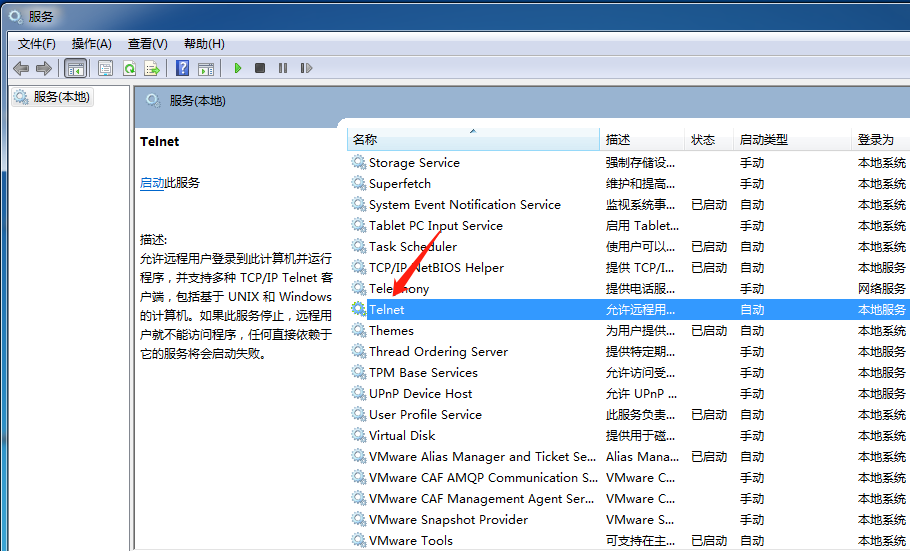 服务
文件(F) 操作(A) 查看(V) 帮助(H)
服务(本地)
服务(本地)
Telnet
启动此服务
描述:
允许远程用户登录到此计算机并运行
程序，并支持多种 TCP/IP Telnet 客
户端，包括基于 UNIX 和 Windows
的计算机。如果此服务停止，远程用
户就不能访问程序，任何直接依赖于
它的服务将会启动失败。
名称 描述 状态 启动类型 登录为
Storage Service 强制存储设... 手动 本地系统
Superfetch 维护和提高... 手动 本地系统
System Event Notification Service 监视系统事... 已启动 自动 本地系统
Tablet PC Input Service 启用 Tablet... 手动 本地系统
Task Scheduler 使用户可以... 已启动 自动 本地系统
TCP/IP NetBIOS Helper 提供 TCP/I... 已启动 自动 本地服务
Telephony 提供电话服... 手动 网络服务
Telnet 允许远程用... 自动 本地服务
Themes 为用户提供... 已启动 自动 本地系统
Thread Ordering Server 提供特定期... 手动 本地服务
TPM Base Services 允许访问受... 手动 本地服务
UPnP Device Host 允许 UPnP ... 手动 本地服务
User Profile Service 此服务负责... 已启动 自动 本地系统
Virtual Disk 提供用于磁... 手动 本地系统
VMware Alias Manager and Ticket Se... Alias Mana... 已启动 自动 本地系统
VMware CAF AMQP Communication S... VMware C... 手动 本地系统
VMware CAF Management Agent Ser... VMware C... 手动 本地系统
VMware Snapshot Provider VMware S... 手动 本地系统
VMware Tools 可支持在主... 已启动 自动 本地系统